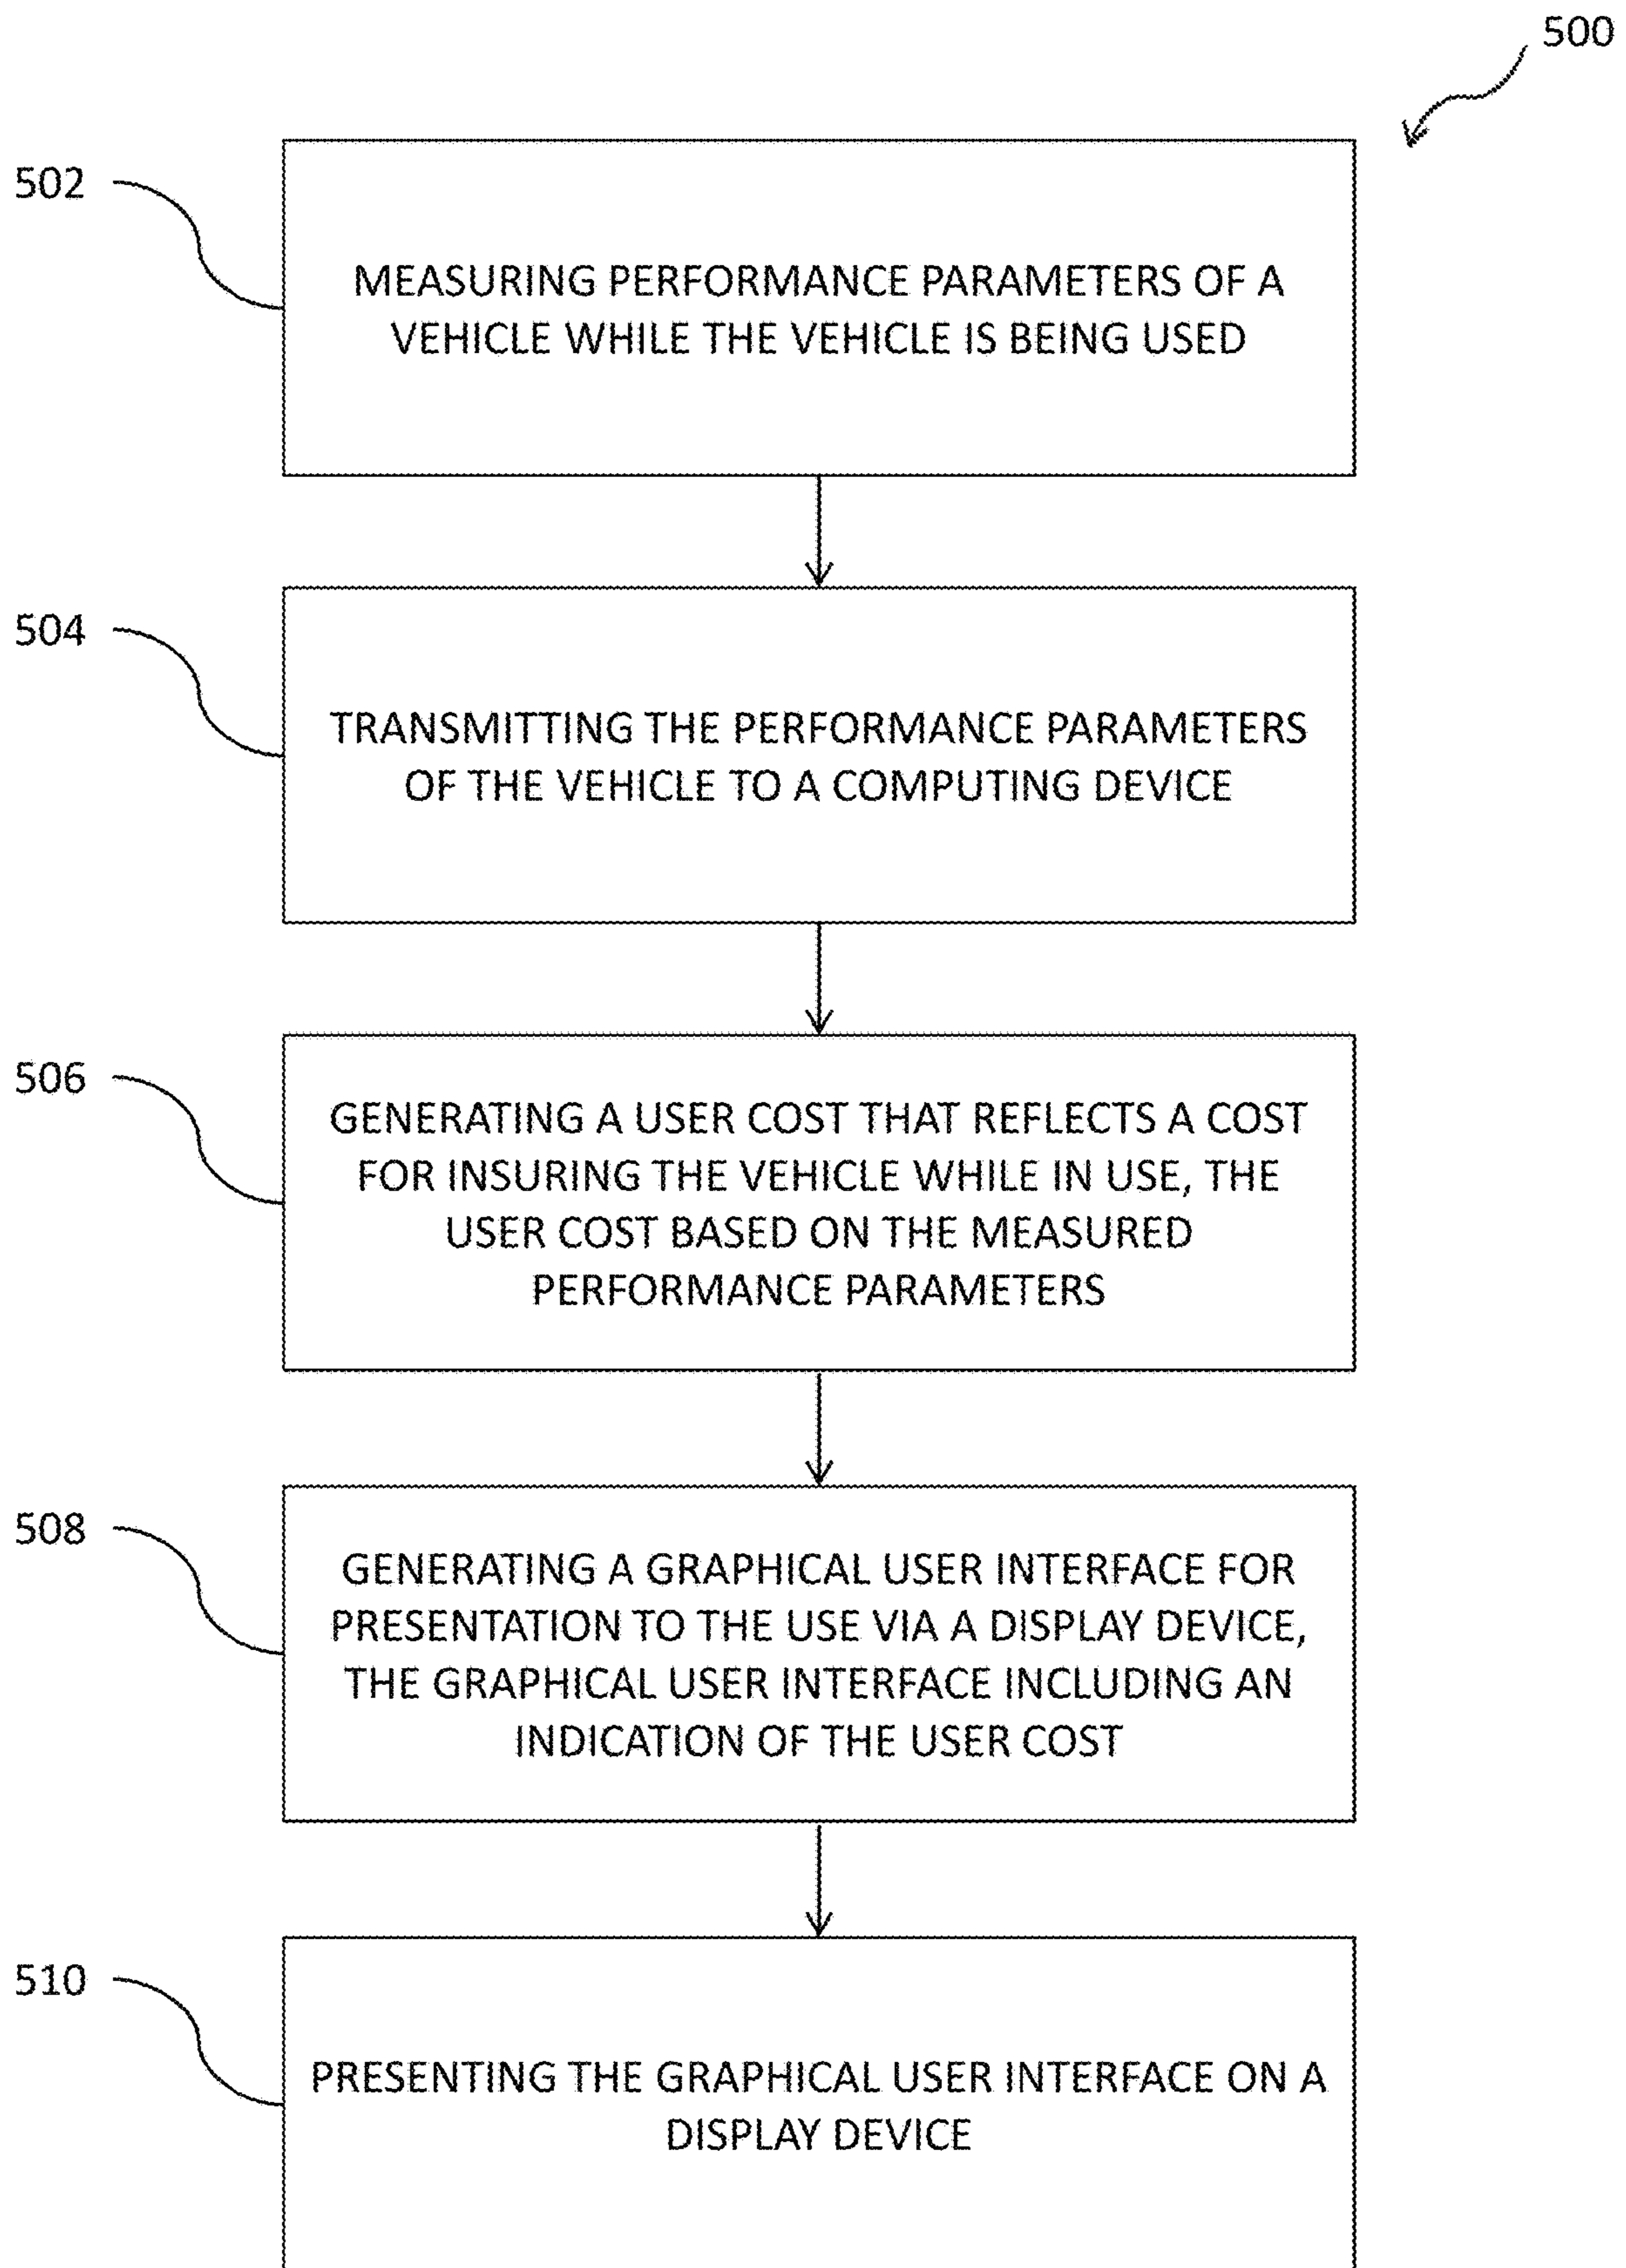 500
502
MEASURING PERFORMANCE PARAMETERS OF A
VEHICLE WHILE THE VEHICLE IS BEING USED
504
TRANSMITTING THE PERFORMANCE PARAMETERS
OF THE VEHICLE TO A COMPUTING DEVICE
506
GENERATING A USER COST THAT REFLECTS A COST
FOR INSURING THE VEHICLE WHILE IN USE, THE
USER COST BASED ON THE MEASURED
PERFORMANCE PARAMETERS
508
GENERATING A GRAPHICAL USER INTERFACE FOR
PRESENTATION TO THE USE VIA A DISPLAY DEVICE,
THE GRAPHICAL USER INTERFACE INCLUDING AN
INDICATION OF THE USER COST
510
PRESENTING THE GRAPHICAL USER INTERFACE ON A
DISPLAY DEVICE